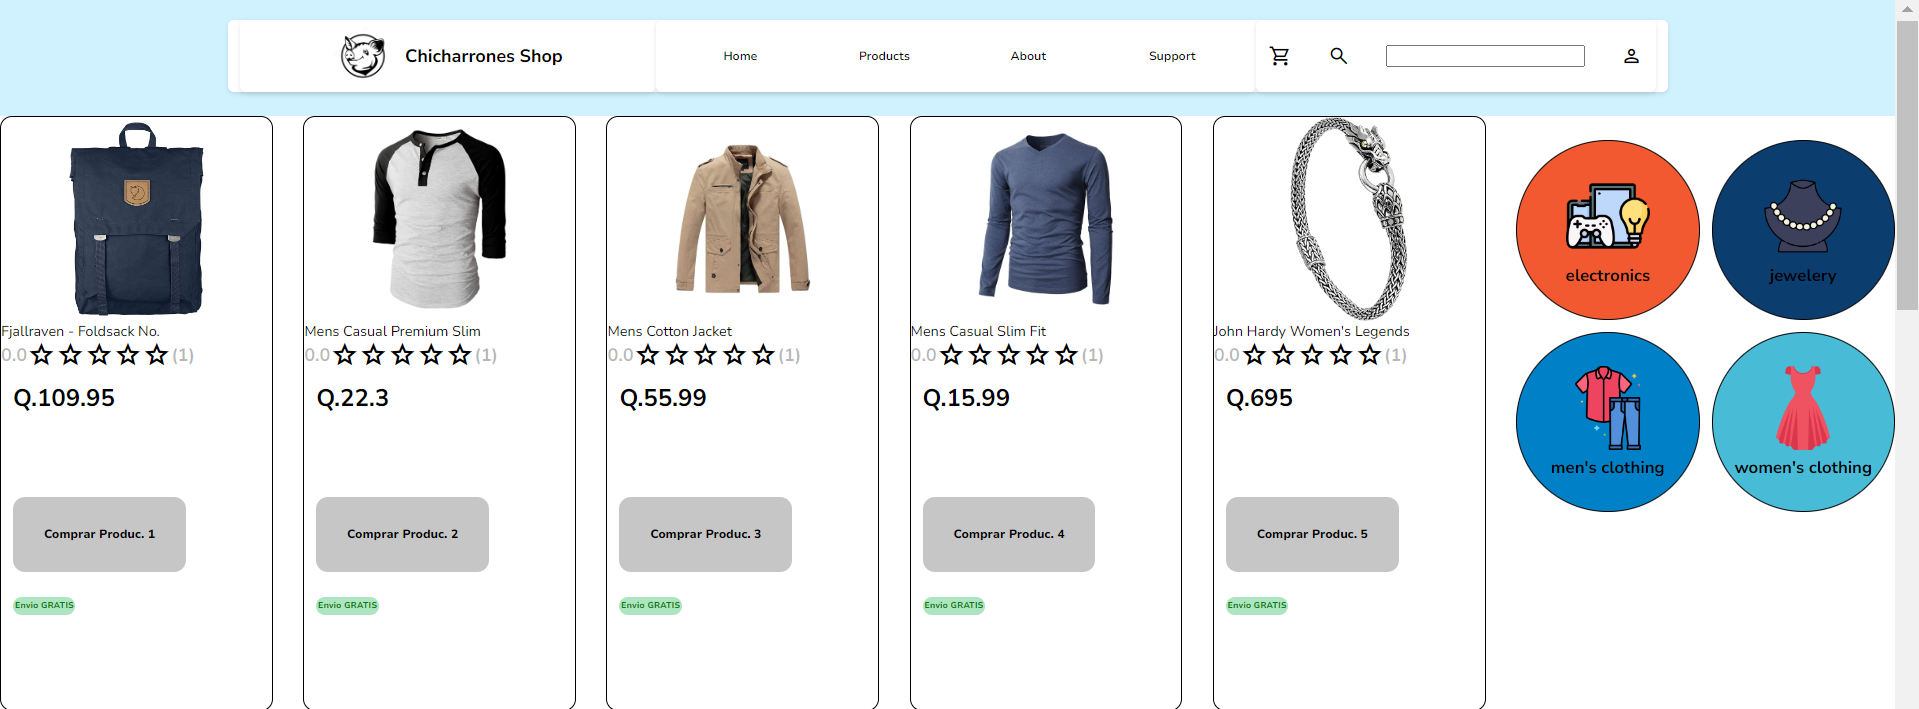 Chicharrones Shop
Home
Products
About
Support
Fjallraven - Foldsack No.
0.0 (1)
Q.109.95
Comprar Produc. 1
Envio GRATIS
Mens Casual Premium Slim
0.0 (1)
Q.22.3
Comprar Produc. 2
Envio GRATIS
Mens Cotton Jacket
0.0 (1)
Q.55.99
Comprar Produc. 3
Envio GRATIS
Mens Casual Slim Fit
0.0 (1)
Q.15.99
Comprar Produc. 4
Envio GRATIS
John Hardy Women's Legends
0.0 (1)
Q.695
Comprar Produc. 5
Envio GRATIS
electronics
jewelery
men's clothing
women's clothing